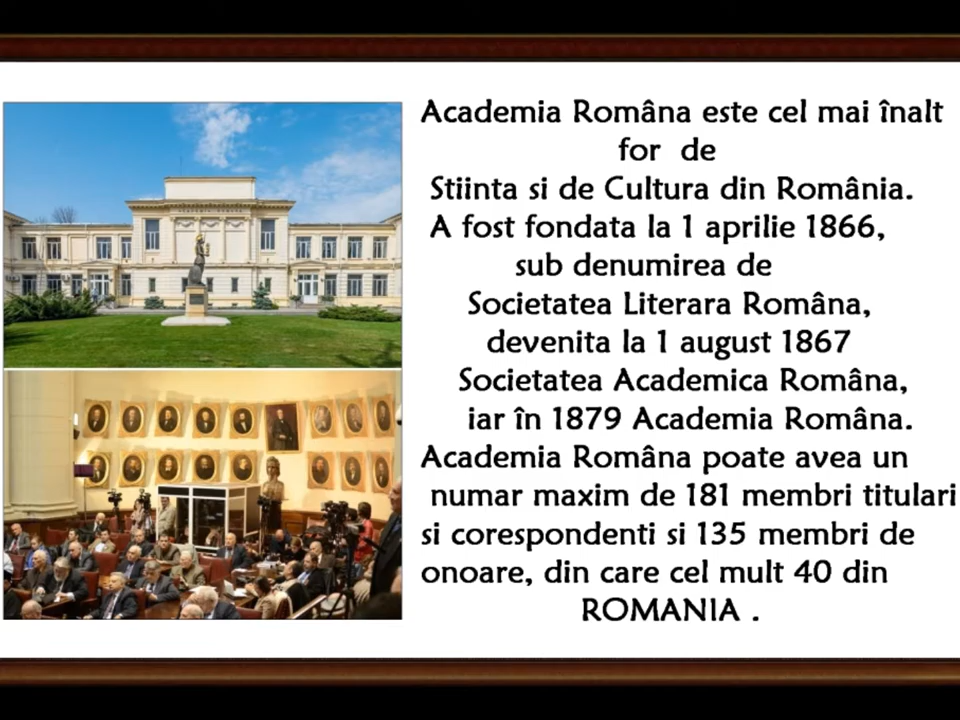 Academia Româna este cel mai înalt
for de
Stiinta si de Cultura din România.
A fost fondata la 1 aprilie 1866,
sub denumirea de
Societatea Literara Româna,
devenita la 1 august 1867
Societatea Academica Româna,
iar în 1879 Academia Româna.
Academia Româna poate avea un
numar maxim de 181 membri titulari
si corespondenti si 135 membri de
onoare, din care cel mult 40 din
ROMANIA .